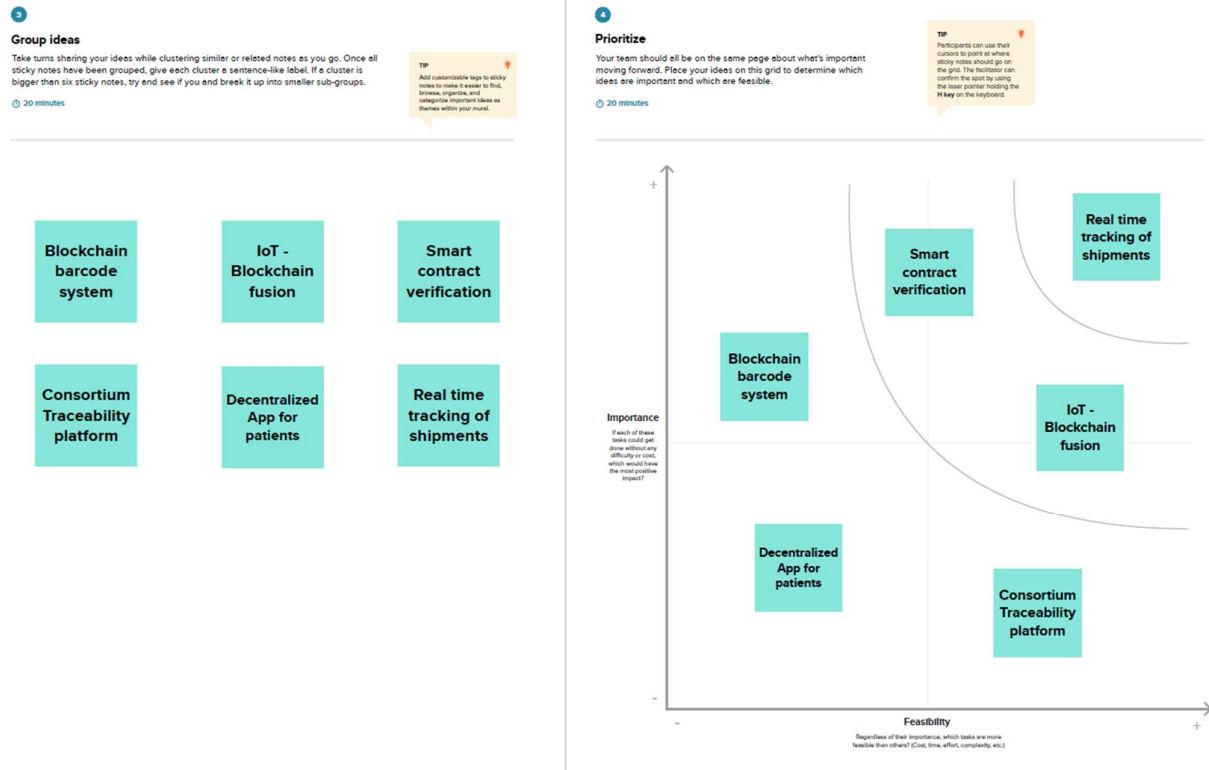 3
Group ideas
Take turns sharing your ideas while clustering similar or related notes as you go. Once all
sticky notes have been grouped, give each cluster a sentence-like label. If a cluster is
bigger than six sticky notes, try and see if you and break it up into smaller sub-groups.
20 minutes
TIP
Add customizable tags to sticky
notes to make it easier to find,
browse, organize, and
categorize important ideas as
themes within your mural.
Blockchain
barcode
system
IoT -
Blockchain
fusion
Smart
contract
verification
Consortium
Traceability
platform
Decentralized
App for
patients
Real time
tracking of
shipments
4
Prioritize
Your team should all be on the same page about what's important
moving forward. Place your ideas on this grid to determine which
ideas are important and which are feasible.
20 minutes
TIP
Participants can use their
cursors to point at where
sticky notes should go on
the grid. The facilitator can
confirm the spot by using
the laser pointer holding the
H key on the keyboard.
+
Real time
tracking of
shipments
Smart
contract
verification
Blockchain
barcode
system
IoT -
Blockchain
fusion
Importance
If each of these
tasks could get
done without any
difficulty or cost,
which would have
the most positive
impact?
Decentralized
App for
patients
Consortium
Traceability
platform
-
-
Feasibility
+
Regardless of their importance, which tasks are more
feasible than others? (Cost, time, effort, complexity, etc.)